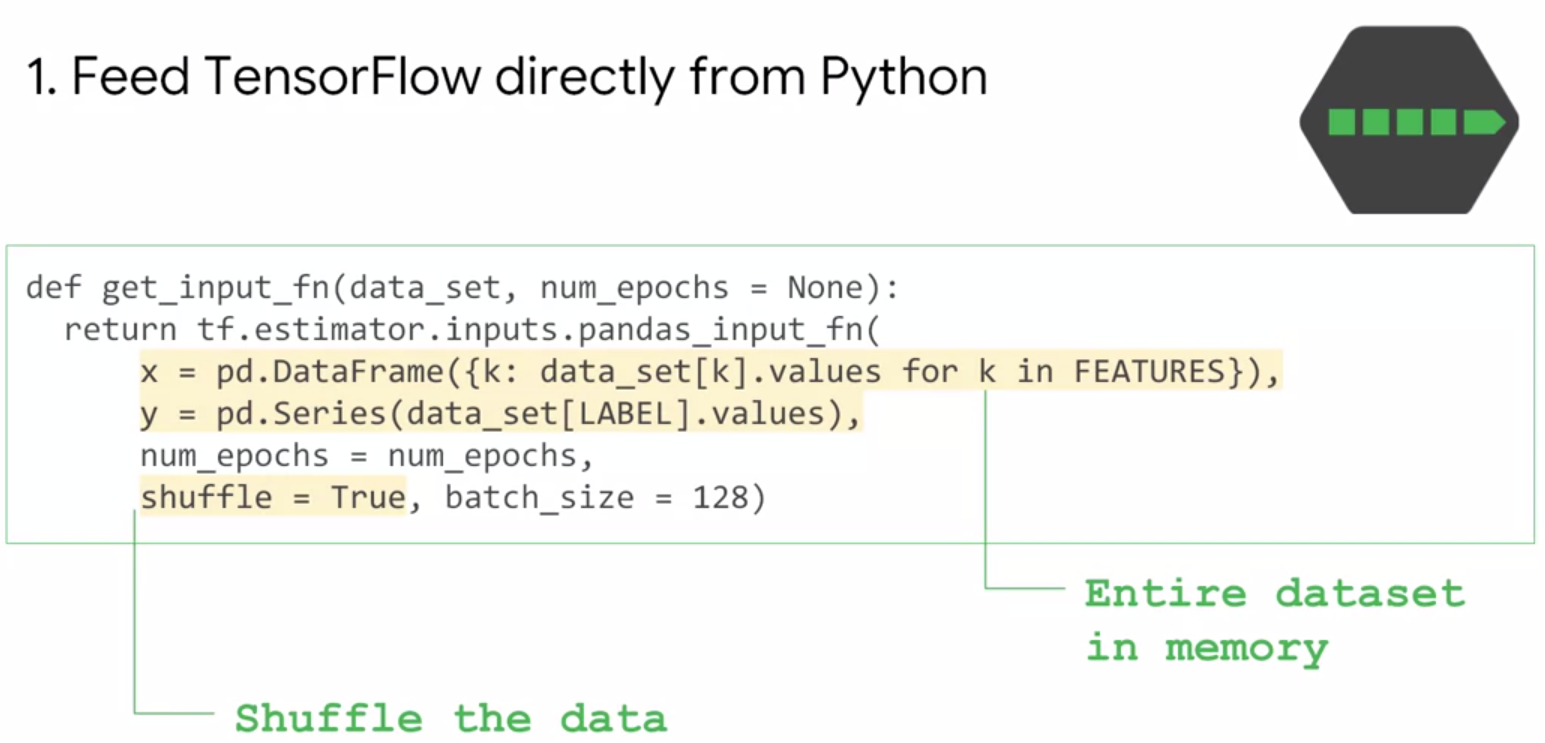 1. Feed TensorFlow directly from Python
def get_input_fn(data_set, num_epochs = None):
return tf.estimator.inputs.pandas_input_fn(
x = pd.DataFrame({k: data_set[k].values for k in FEATURES}),
y = pd.Series(data_set[LABEL].values),
num_epochs = num_epochs,
shuffle = True, batch_size = 128)
Entire dataset
in memory
Shuffle the data